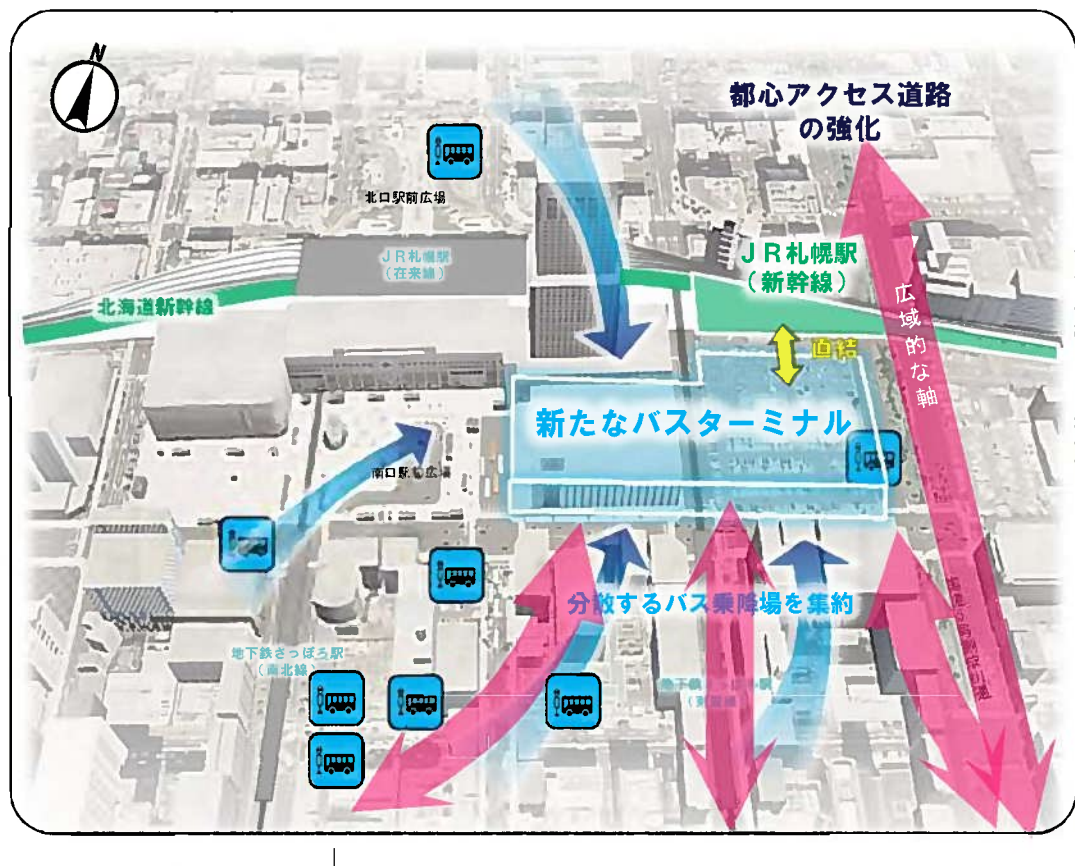 N
都心アクセス道路
の強化
北口駅前広場
JR札幌駅
(在来線)
JR札幌駅
(新幹線)
北海道新幹線
広域的な軸
直結
新たなバスターミナル
南口駅前広場
分散するバス乗降場を集約
地下鉄さっぽろ駅
(南北線)